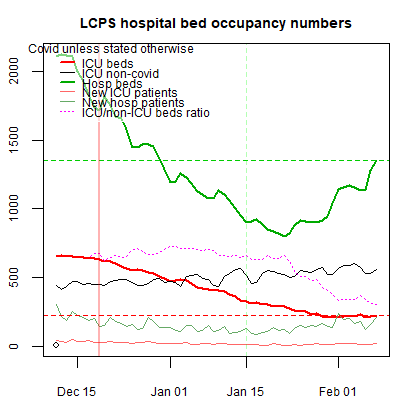 LCPS hospital bed occupancy numbers
Covid unless stated otherwise
ICU beds
ICU non-covid
Hosp beds
New ICU patients
New hosp patients
ICU/non-ICU beds ratio
2000
1500
1000
500
0
Dec 15
Jan 01
Jan 15
Feb 01